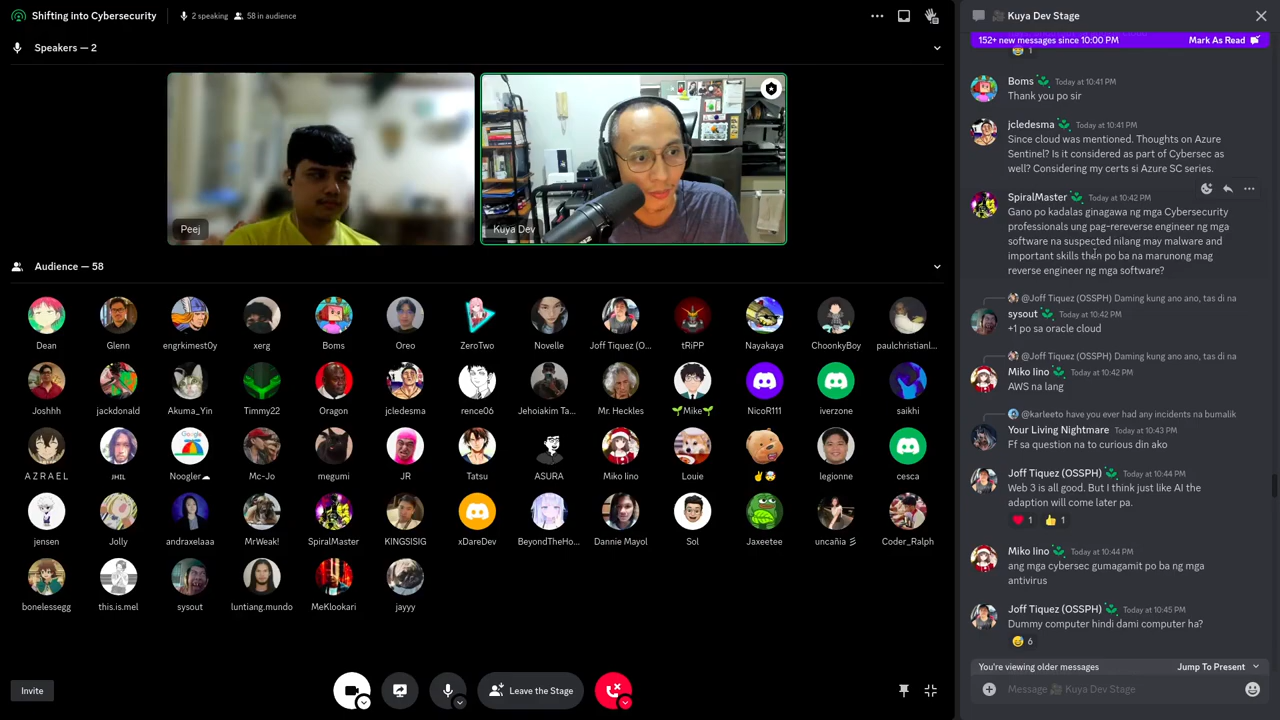 Shifting into Cybersecurity
2 speaking
58 in audience
Speakers — 2
Peej
Kuya Dev
Audience — 58
Dean
Glenn
engrkimest0y
xerg
Boms
Oreo
ZeroTwo
Novelle
Joff Tiquez (O...
tRiPP
Nayakaya
ChoonkyBoy
paulchristianl...
Joshhh
jackdonald
Akuma_Yin
Timmy22
Oragon
jcledesma
rence06
Jehoiakim Ta...
Mr. Heckles
🌱Mike🌱
NicoR111
iverzone
saikhi
A Z R A E L
JHIL
Noogler☁
Mc-Jo
megumi
JR
Tatsu
ASURA
Miko Iino
Louie
✌🤯
legionne
cesca
jensen
Jolly
andraxelaaa
MrWeak!
SpiralMaster
KINGSISIG
xDareDev
BeyondTheHo...
Dannie Mayol
Sol
Jaxeetee
uncañia 彡
Coder_Ralph
bonelessegg
this.is.mel
sysout
luntiang.mundo
MeKlookari
jayyy
Invite
Leave the Stage
🎥 Kuya Dev Stage
152+ new messages since 10:00 PM
Mark As Read
1
Boms Today at 10:41 PM
Thank you po sir
jcledesma Today at 10:41 PM
Since cloud was mentioned. Thoughts on Azure
Sentinel? Is it considered as part of Cybersec as
well? Considering my certs si Azure SC series.
SpiralMaster Today at 10:42 PM
Gano po kadalas ginagawa ng mga Cybersecurity
professionals ung pag-rereverse engineer ng mga
software na suspected nilang may malware and
important skills then po ba na marunong mag
reverse engineer ng mga software?
@Joff Tiquez (OSSPH) Daming kung ano ano, tas di na
sysout Today at 10:42 PM
+1 po sa oracle cloud
@Joff Tiquez (OSSPH) Daming kung ano ano, tas di na
Miko Iino Today at 10:42 PM
AWS na lang
@karleeto have you ever had any incidents na bumalik
Your Living Nightmare Today at 10:43 PM
Ff sa question na to curious din ako
Joff Tiquez (OSSPH) Today at 10:44 PM
Web 3 is all good. But I think just like AI the
adaption will come later pa.
❤ 1 👍 1
Miko Iino Today at 10:44 PM
ang mga cybersec gumagamit po ba ng mga
antivirus
Joff Tiquez (OSSPH) Today at 10:45 PM
Dummy computer hindi dami computer ha?
😅 6
You're viewing older messages
Jump To Present
Message 🎥 Kuya Dev Stage